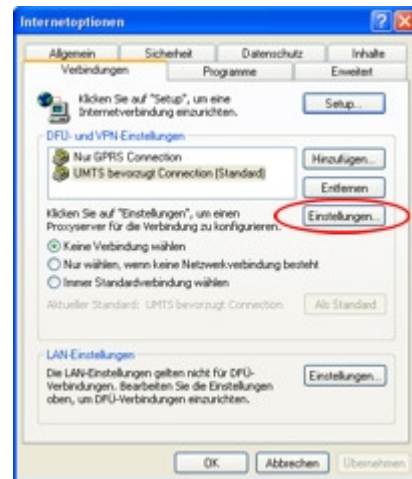 Internetoptionen
Allgemein Sicherheit Datenschutz Inhalte
Verbindungen Programme Erweitert
Klicken Sie auf "Setup", um eine
Internetverbindung einzurichten.
Setup...
DFÜ- und VPN-Einstellungen
Nur GPRS Connection
UMTS bevorzugt Connection (Standard)
Hinzufügen...
Entfernen
Klicken Sie auf "Einstellungen", um einen
Proxyserver für die Verbindung zu konfigurieren.
Einstellungen...
Keine Verbindung wählen
Nur wählen, wenn keine Netzwerkverbindung besteht
Immer Standardverbindung wählen
Aktueller Standard: UMTS bevorzugt Connection
Als Standard
LAN-Einstellungen
Die LAN-Einstellungen gelten nicht für DFÜ-
Verbindungen. Bearbeiten Sie die Einstellungen
oben, um DFÜ-Verbindungen einzurichten.
Einstellungen...
OK Abbrechen Übernehmen